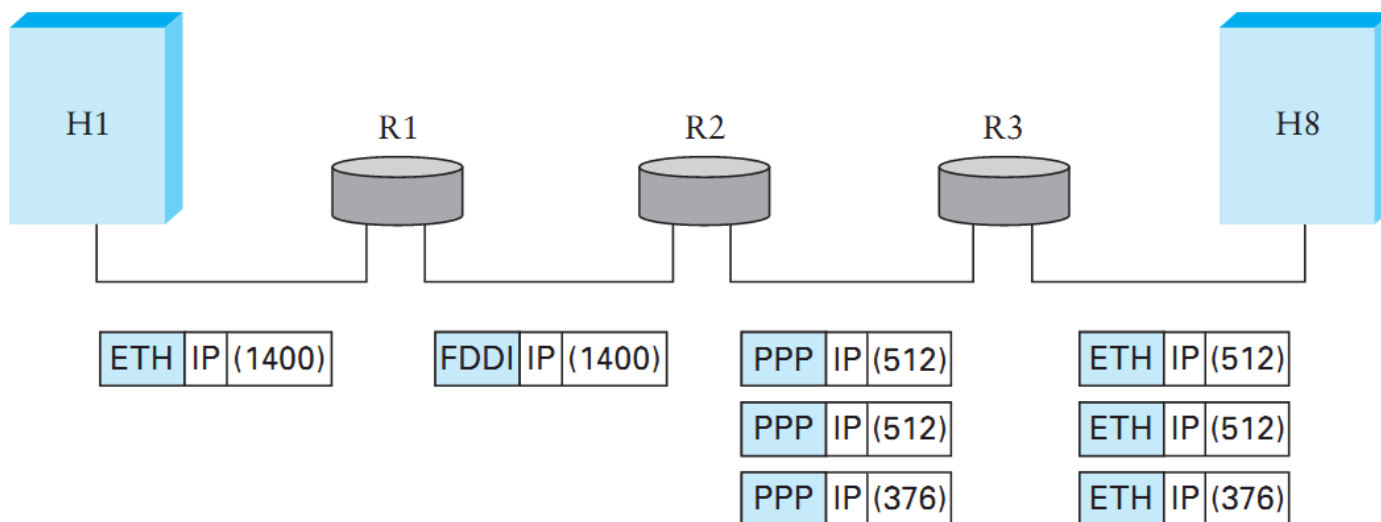 H1
R1
R2
R3
H8
ETH IP (1400)
FDDI IP (1400)
PPP IP (512)
ETH IP (512)
PPP IP (512)
ETH IP (512)
PPP IP (376)
ETH IP (376)